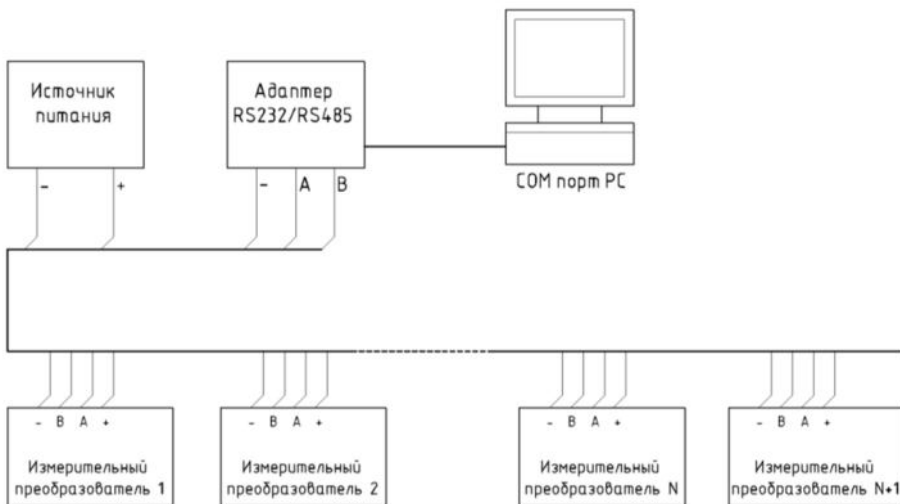 Источник
питания
Адаптер
RS232/RS485
- +
- A B
COM порт PC
- B A +
Измерительный
преобразователь 1
- B A +
Измерительный
преобразователь 2
- B A +
Измерительный
преобразователь N
- B A +
Измерительный
преобразователь N+1